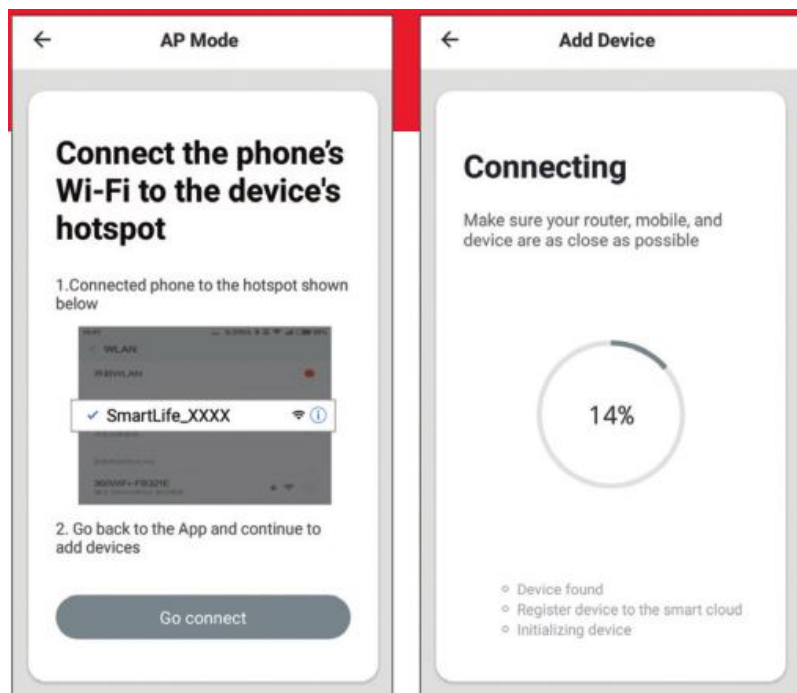 AP Mode
Connect the phone's
Wi-Fi to the device's
hotspot
1.Connected phone to the hotspot shown
below
WLAN
SmartLife_XXXX
2. Go back to the App and continue to
add devices
Go connect
Add Device
Connecting
Make sure your router, mobile, and
device are as close as possible
14%
Device found
Register device to the smart cloud
Initializing device